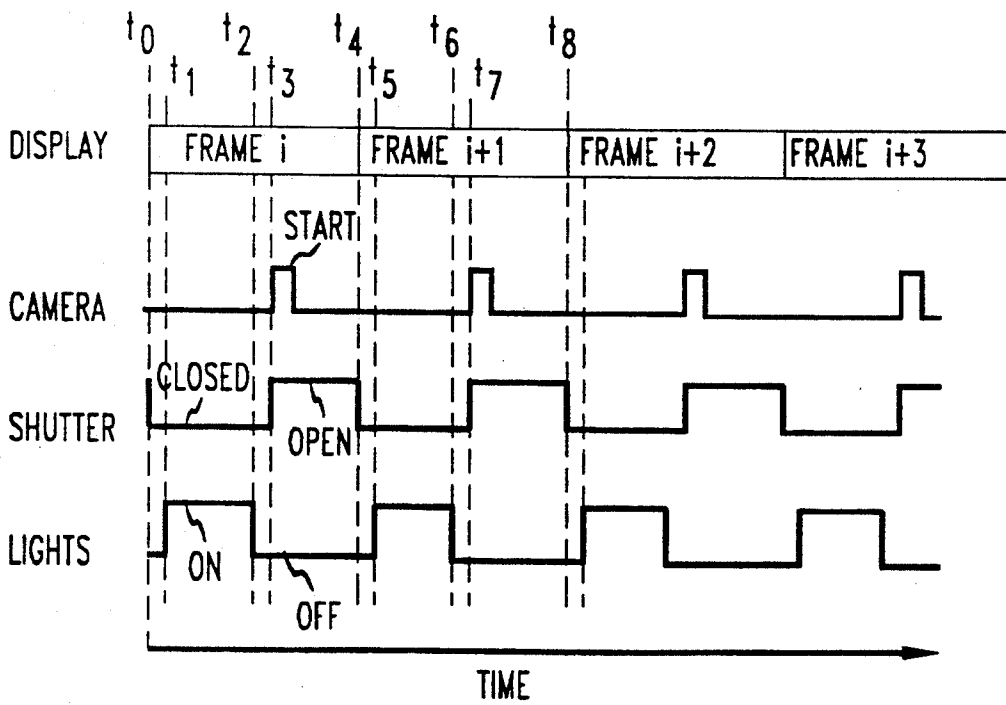 t0 t2 t4 t6 t8
t1 t3 t5 t7
DISPLAY FRAME i FRAME i+1 FRAME i+2 FRAME i+3
START
CAMERA
CLOSED
SHUTTER
OPEN
LIGHTS
ON
OFF
TIME